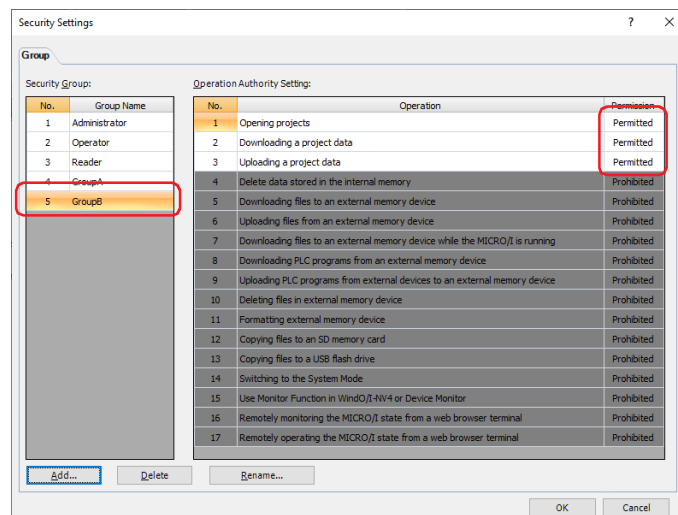 Security Settings ? X
Group
Security Group:
Operation Authority Setting:
No. Group Name
1 Administrator
2 Operator
3 Reader
4 GroupA
5 GroupB
No. Operation Permission
1 Opening projects Permitted
2 Downloading a project data Permitted
3 Uploading a project data Permitted
4 Delete data stored in the internal memory Prohibited
5 Downloading files to an external memory device Prohibited
6 Uploading files from an external memory device Prohibited
7 Downloading files to an external memory device while the MICRO/I is running Prohibited
8 Downloading PLC programs from an external memory device Prohibited
9 Uploading PLC programs from external devices to an external memory device Prohibited
10 Deleting files in external memory device Prohibited
11 Formatting external memory device Prohibited
12 Copying files to an SD memory card Prohibited
13 Copying files to a USB flash drive Prohibited
14 Switching to the System Mode Prohibited
15 Use Monitor Function in WindO/I-NV4 or Device Monitor Prohibited
16 Remotely monitoring the MICRO/I state from a web browser terminal Prohibited
17 Remotely operating the MICRO/I state from a web browser terminal Prohibited
Add... Delete Rename...
OK Cancel